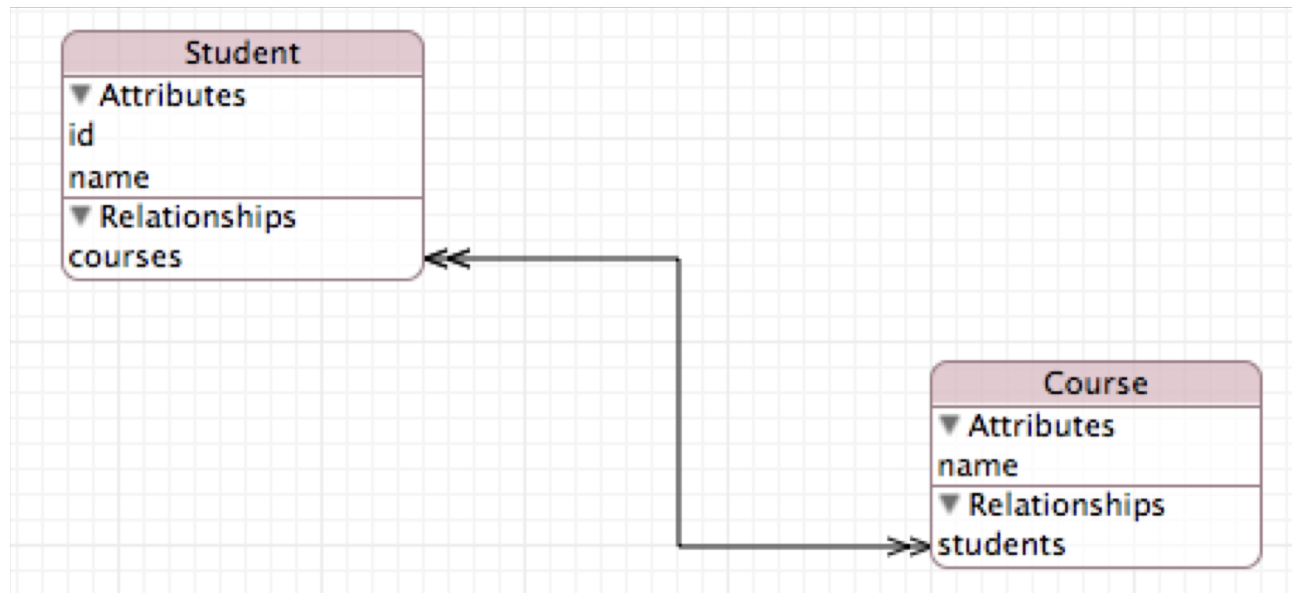 Student
Attributes
id
name
Relationships
courses
Course
Attributes
name
Relationships
students